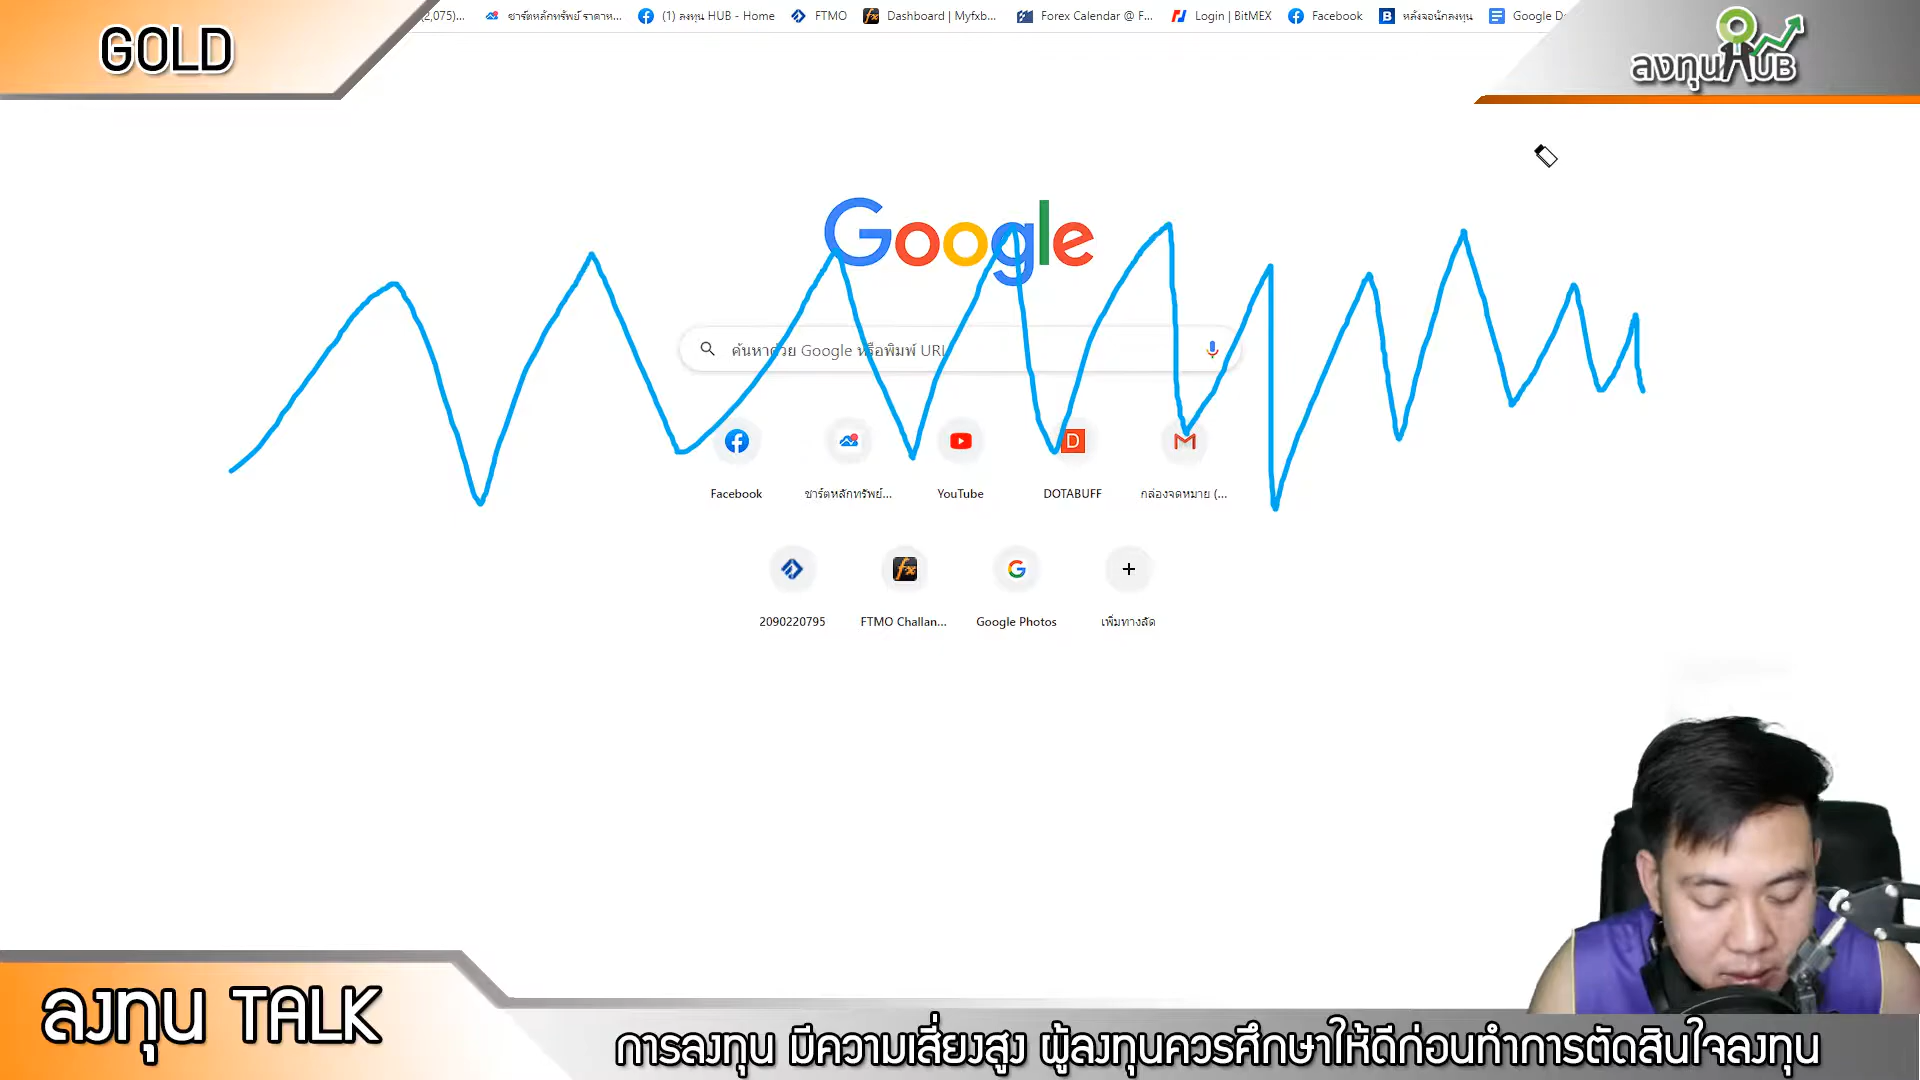 GOLD
(2,075)...
ชาร์ตหลักทรัพย์ ราคาห...
(1) ลงทุน HUB - Home
FTMO
Dashboard | Myfxb...
Forex Calendar @ F...
Login | BitMEX
Facebook
B
หลังจอนักลงทุน
Google D
ลงทุนHUB
Google
ค้นหาด้วย Google หรือพิมพ์ URL
D
Facebook
ชาร์ตหลักทรัพย์...
YouTube
DOTABUFF
กล่องจดหมาย (...
fx
2090220795
FTMO Challan...
Google Photos
เพิ่มทางลัด
ลงทุน TALK
การลงทุน มีความเสี่ยงสูง ผู้ลงทุนควรศึกษาให้ดีก่อนทำการตัดสินใจลงทุน